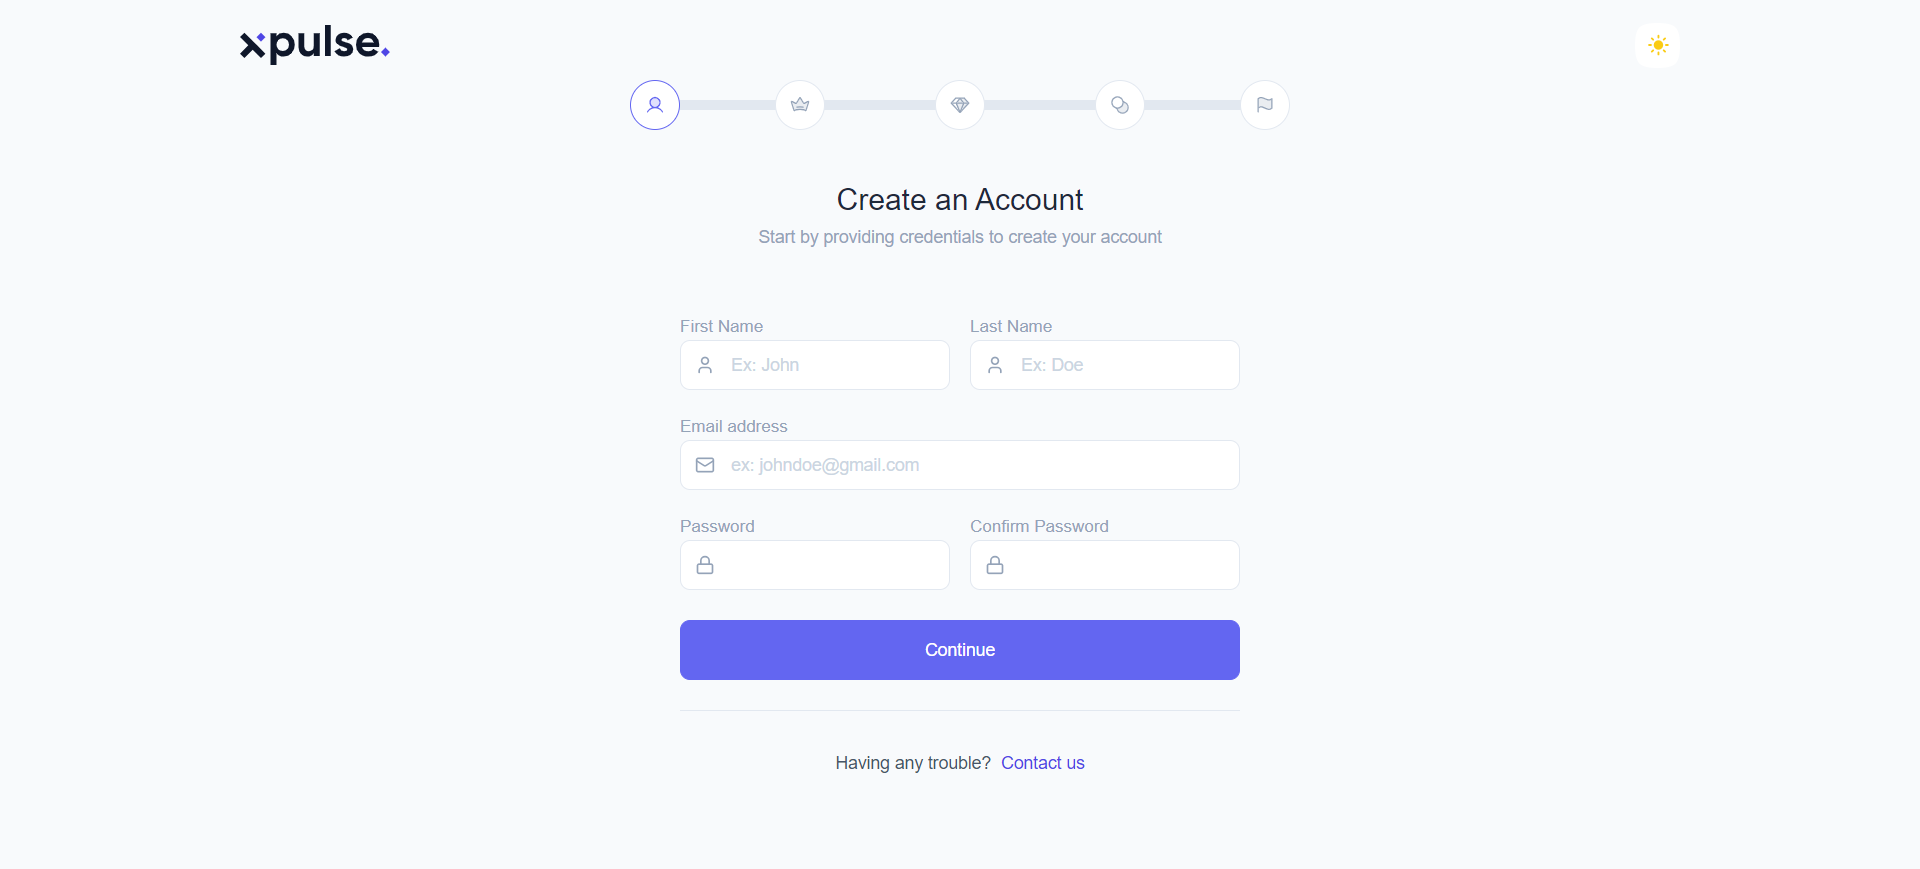 xpulse.
Create an Account
Start by providing credentials to create your account
First Name
Last Name
Ex: John
Ex: Doe
Email address
ex: johndoe@gmail.com
Password
Confirm Password
Continue
Having any trouble? Contact us